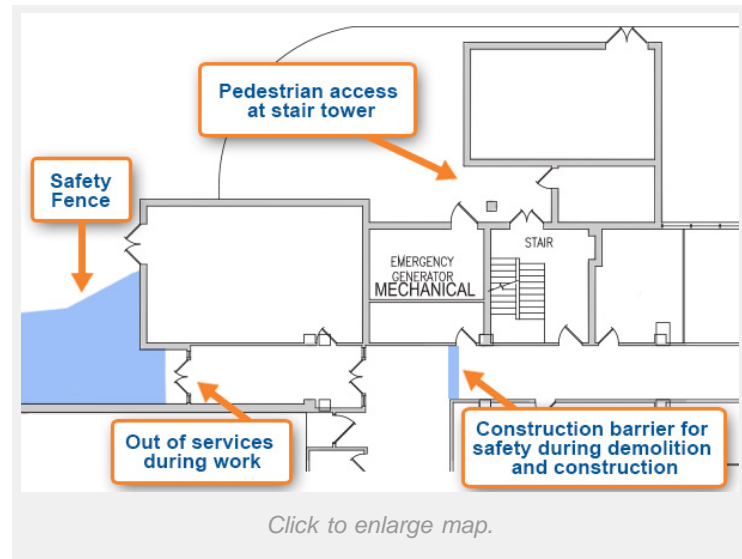 Pedestrian access
at stair tower
Safety
Fence
STAIR
EMERGENCY
GENERATOR
MECHANICAL
Out of services
during work
Construction barrier for
safety during demolition
and construction
Click to enlarge map.